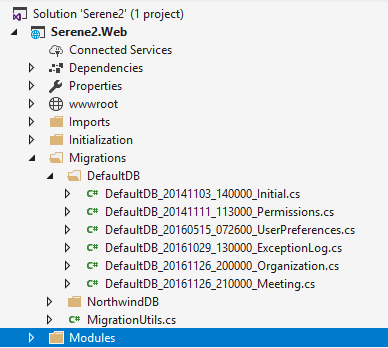 Solution 'Serene2' (1 project)
Serene2.Web
Connected Services
Dependencies
Properties
wwwroot
Imports
Initialization
Migrations
DefaultDB
C# DefaultDB_20141103_140000_Initial.cs
C# DefaultDB_20141111_113000_Permissions.cs
C# DefaultDB_20160515_072600_UserPreferences.cs
C# DefaultDB_20161029_130000_ExceptionLog.cs
C# DefaultDB_20161126_200000_Organization.cs
C# DefaultDB_20161126_210000_Meeting.cs
NorthwindDB
C# MigrationUtils.cs
Modules